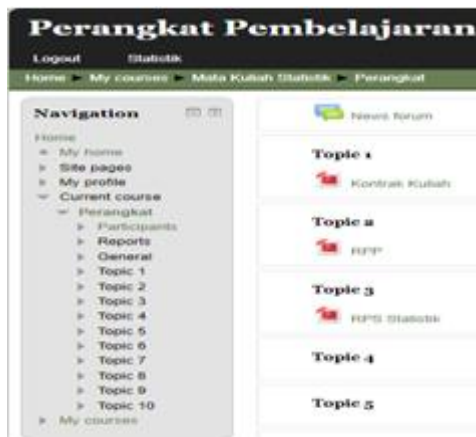 Perangkat Pembelajaran
Logout Statistik
Home ► My courses ► Mata Kuliah Statistik ► Perangkat
Navigation
Home
My home
Site pages
My profile
Current course
Perangkat
Participants
Reports
General
Topic 1
Topic 2
Topic 3
Topic 4
Topic 5
Topic 6
Topic 7
Topic 8
Topic 9
Topic 10
My courses
News forum
Topic 1
Kontrak Kuliah
Topic 2
RPP
Topic 3
RPS Statistik
Topic 4
Topic 5